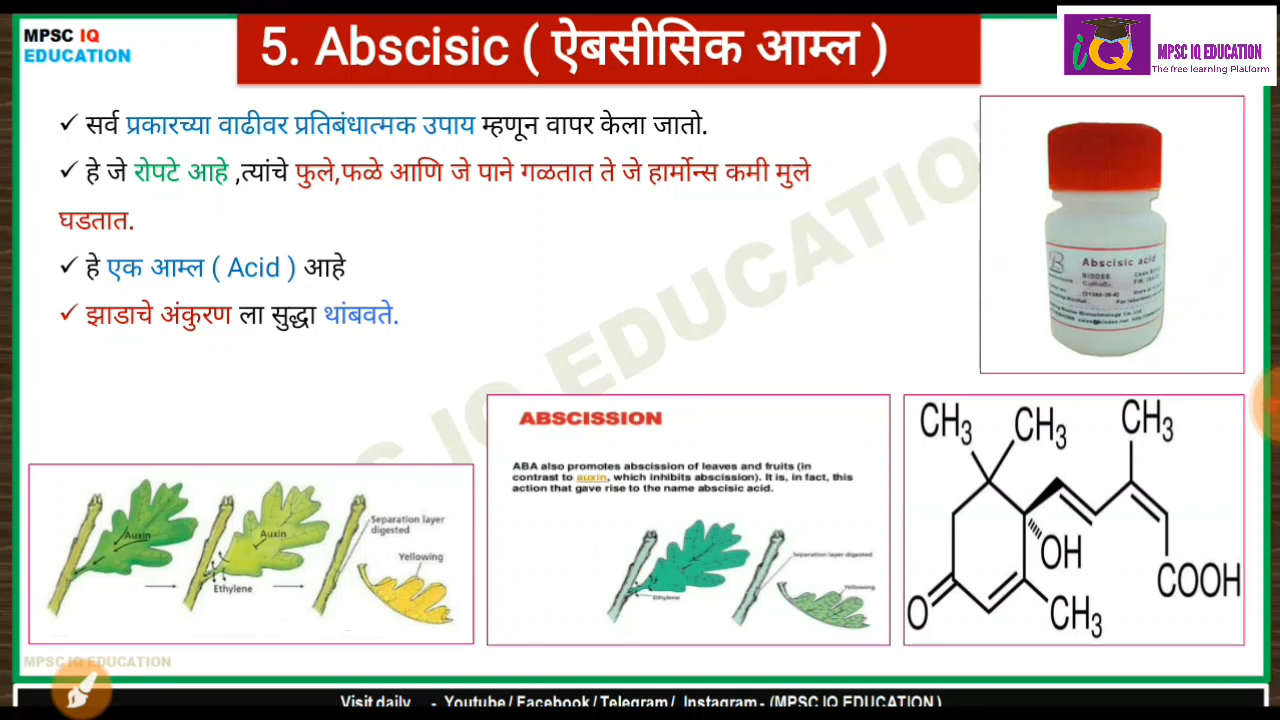 MPSC IQ
EDUCATION
5. Abscisic ( ऐबसीसिक आम्ल )
iQ
MPSC IQ EDUCATION
The free learning Platform
✓ सर्व प्रकारच्या वाढीवर प्रतिबंधात्मक उपाय म्हणून वापर केला जातो.
✓ हे जे रोपटे आहे ,त्यांचे फुले,फळे आणि जे पाने गळतात ते जे हार्मोन्स कमी मुले
घडतात.
✓ हे एक आम्ल ( Acid ) आहे
✓ झाडाचे अंकुरण ला सुद्धा थांबवते.
Abscisic acid
ABSCISSION
ABA also promotes abscission of leaves and fruits (in
contrast to auxin, which inhibits abscission). It is, in fact, this
action that gave rise to the name abscisic acid.
Auxin
Auxin
Ethylene
Separation layer
digested
Yellowing
Ethylene
Separation layer digested
Yellowing
CH3
CH3
CH3
OH
COOH
O
CH3
MPSC IQ EDUCATION
MPSC IQ EDUCATION
Visit daily - Youtube / Facebook / Telegram / Instagram - (MPSC IQ EDUCATION )